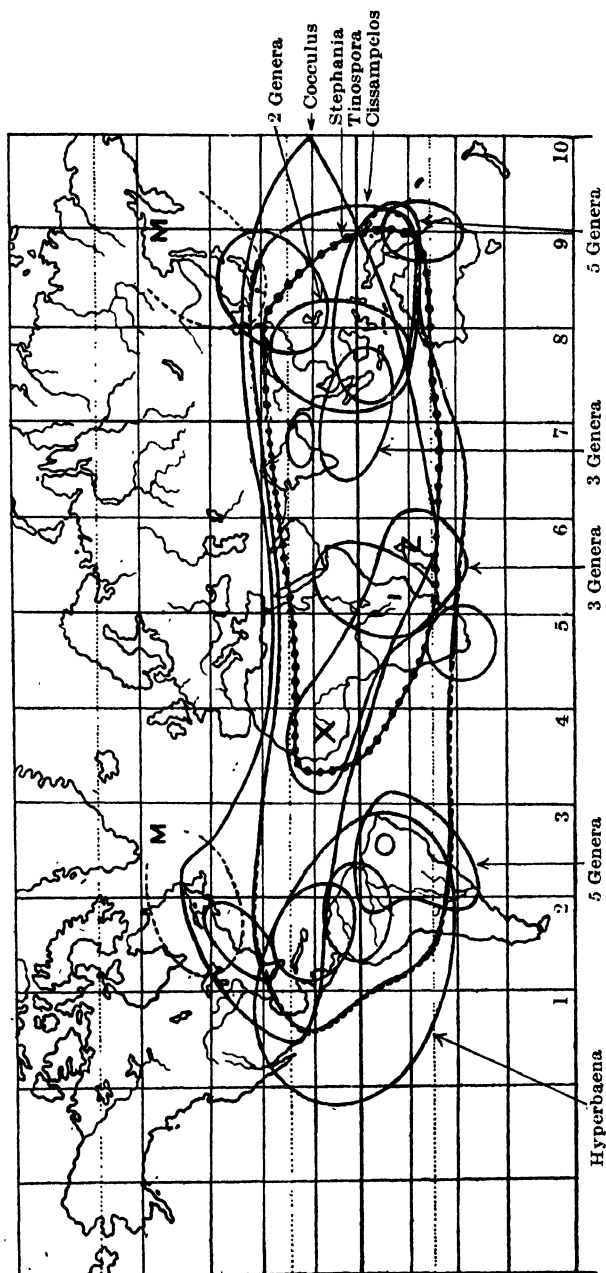 2 Genera
Cocculus
Stephania
Tinospora
Cissampelos
M
M
X
Z
1
2
3
4
5
6
7
8
9
10
Hyperbaena
5 Genera
3 Genera
3 Genera
5 Genera